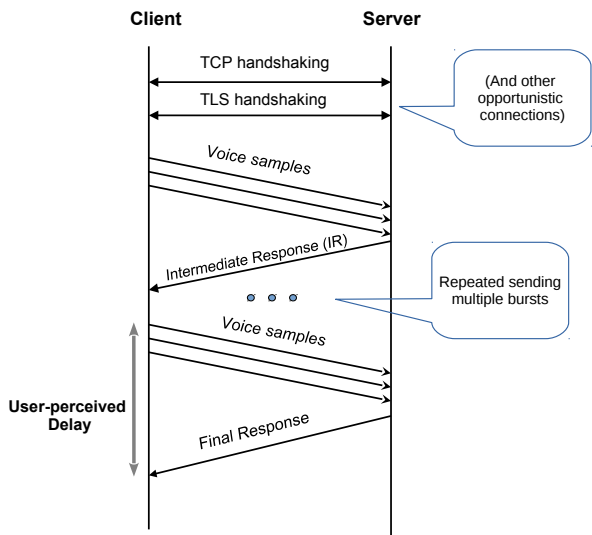 Client
Server
TCP handshaking
TLS handshaking
(And other
opportunistic
connections)
Voice samples
Intermediate Response (IR)
Repeated sending
multiple bursts
Voice samples
User-perceived
Delay
Final Response